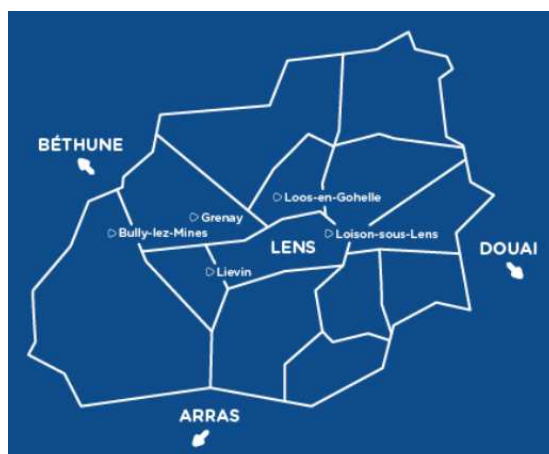 BÉTHUNE
Loos-en-Gohelle
Grenay
Bully-lez-Mines
Loison-sous-Lens
LENS
DOUAI
Lievin
ARRAS